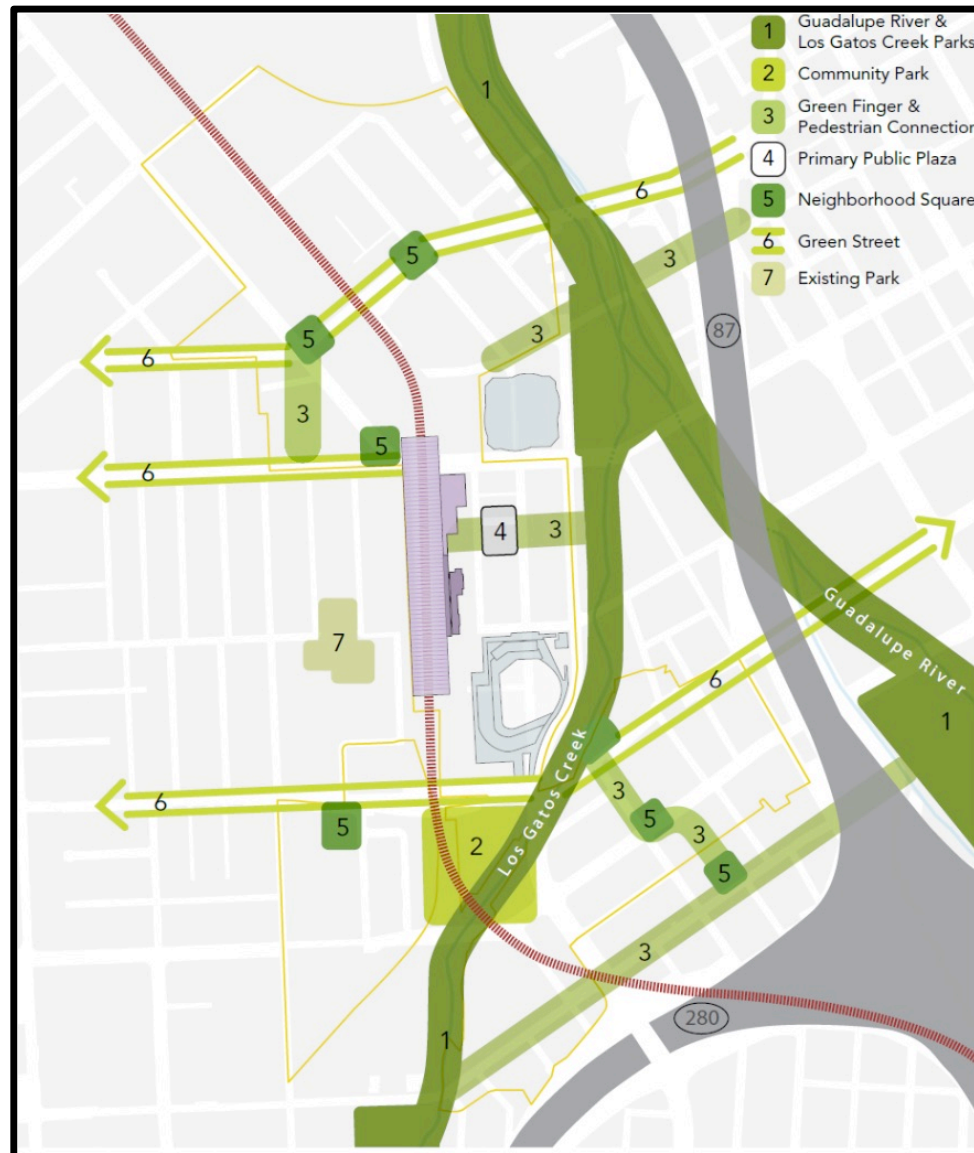 1 Guadalupe River &
Los Gatos Creek Parks
2 Community Park
3 Green Finger &
Pedestrian Connection
4 Primary Public Plaza
5 Neighborhood Square
6 Green Street
7 Existing Park
1
6
5
3
87
5
3
6
3
5
6
4
3
7
Guadalupe River
6
1
6
5
3
5
3
2
Los Gatos Creek
5
3
280
1